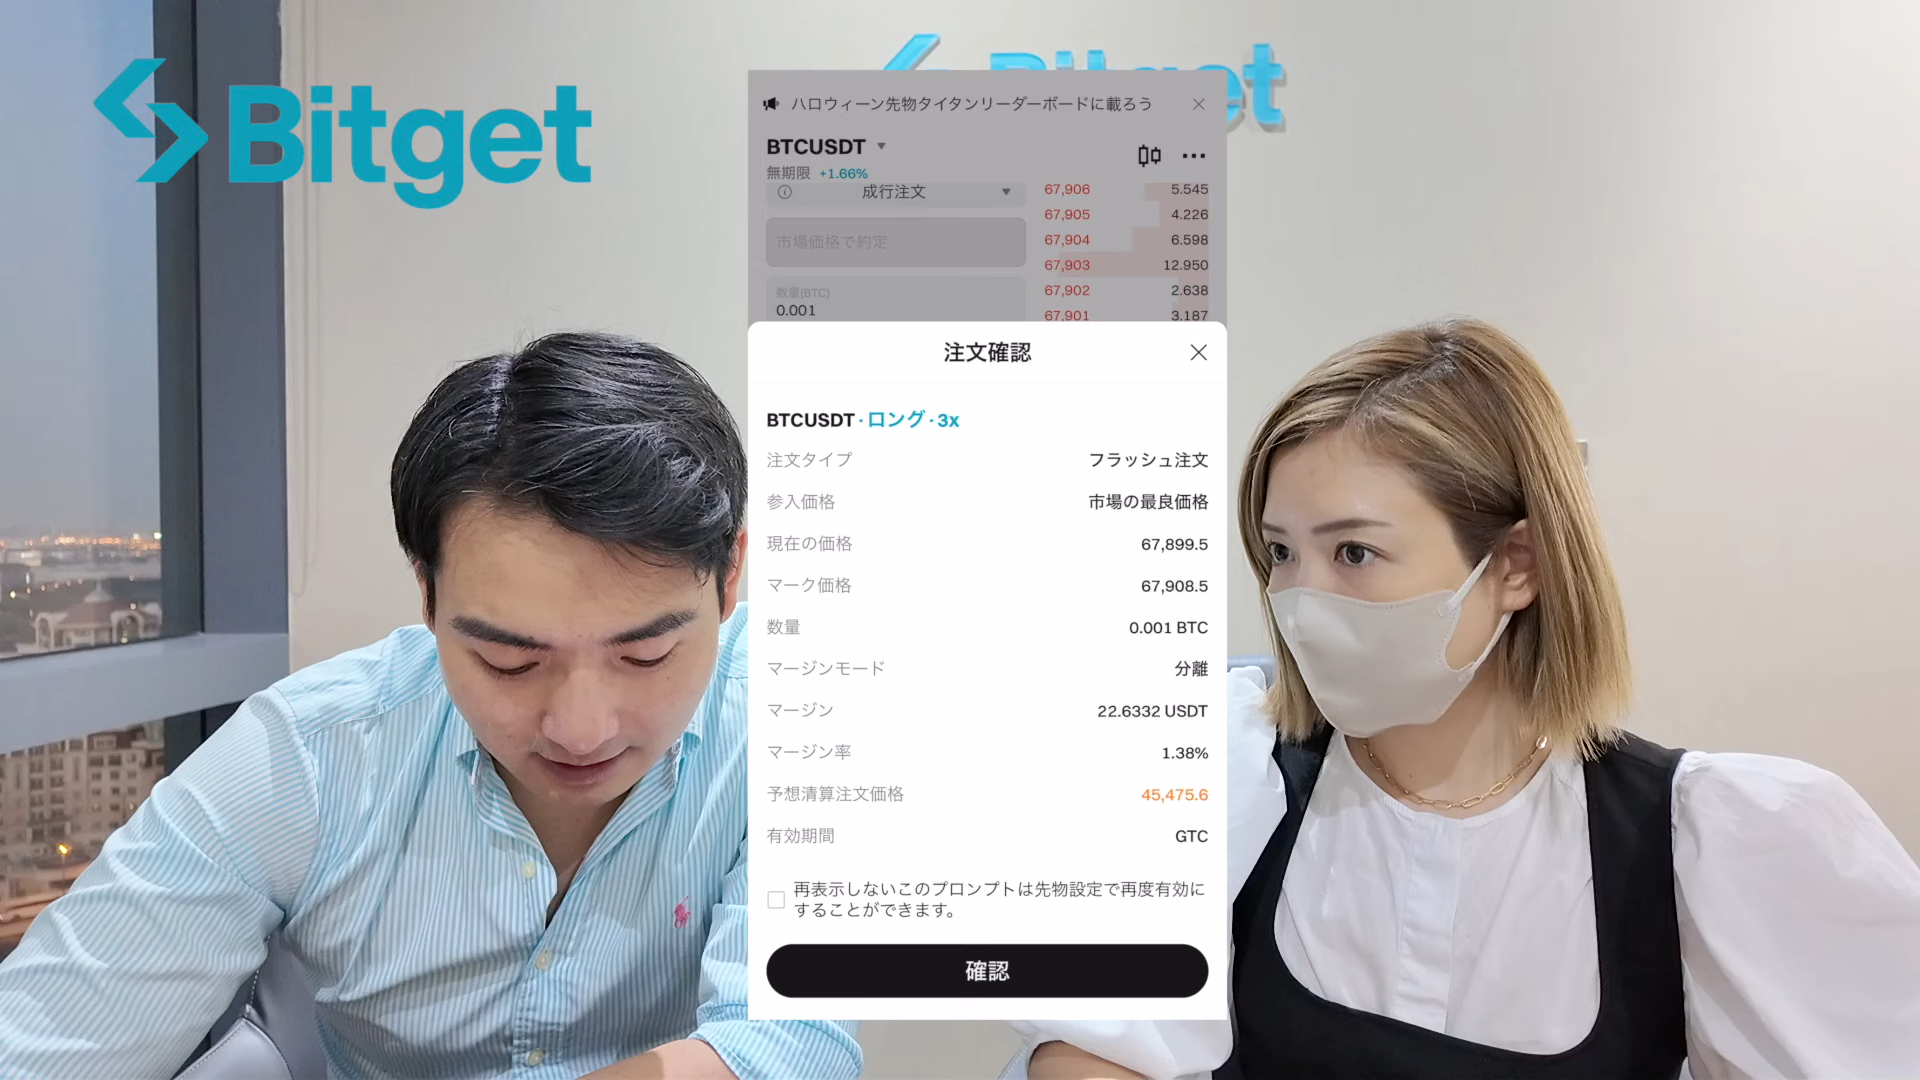 Bitget
ハロウィーン先物タイタンリーダーボードに載ろう
BTCUSDT
無期限 +1.66%
成行注文
市場価格で約定
数量(BTC)
0.001
67,906 5.545
67,905 4.226
67,904 6.598
67,903 12.950
67,902 2.638
67,901 3.187
注文確認
BTCUSDT · ロング · 3x
注文タイプ フラッシュ注文
参入価格 市場の最良価格
現在の価格 67,899.5
マーク価格 67,908.5
数量 0.001 BTC
マージンモード 分離
マージン 22.6332 USDT
マージン率 1.38%
予想清算注文価格 45,475.6
有効期間 GTC
再表示しないこのプロンプトは先物設定で再度有効に
することができます。
確認